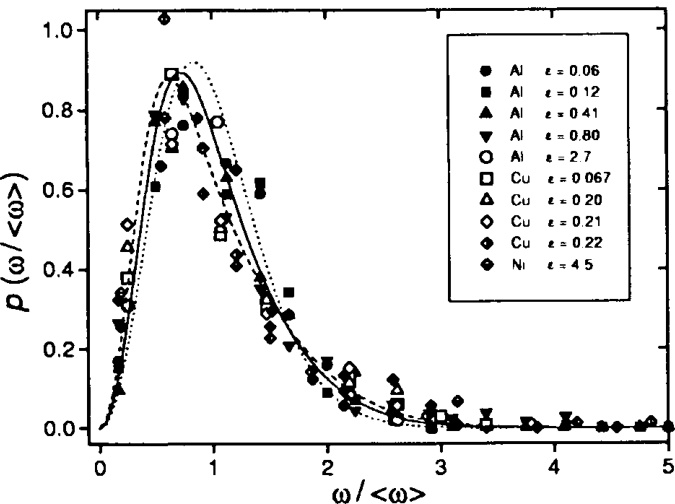 1.0
0.8
0.6
0.4
0.2
0.0
p (ω / <ω>)
Al ε = 0.06
Al ε = 0.12
Al ε = 0.41
Al ε = 0.80
Al ε = 2.7
Cu ε = 0.067
Cu ε = 0.20
Cu ε = 0.21
Cu ε = 0.22
Ni ε = 4.5
0 1 2 3 4 5
ω / <ω>